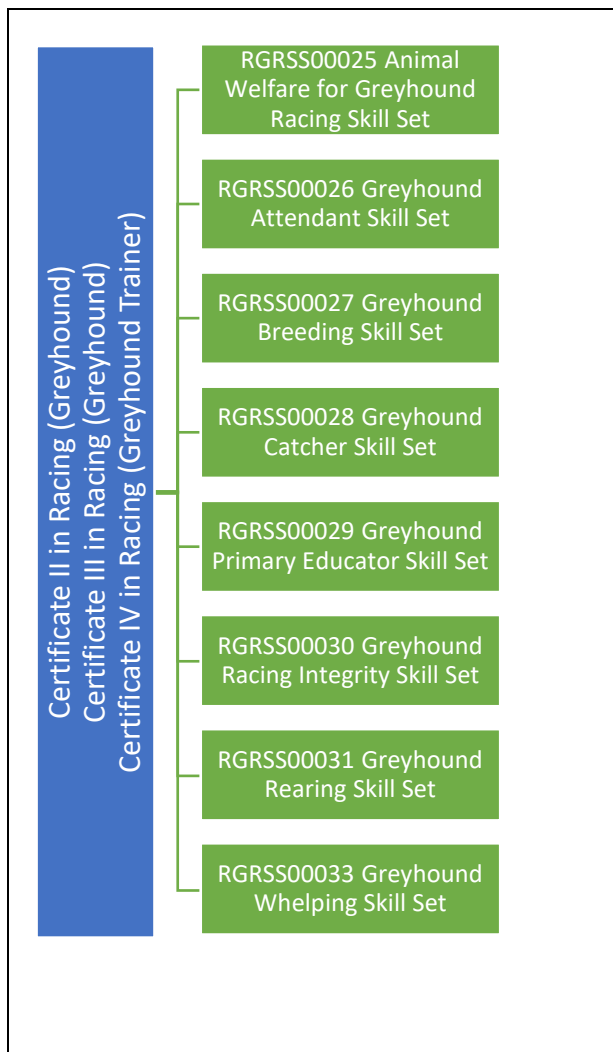 Certificate II in Racing (Greyhound)
Certificate III in Racing (Greyhound)
Certificate IV in Racing (Greyhound Trainer)
RGRSS00025 Animal
Welfare for Greyhound
Racing Skill Set
RGRSS00026 Greyhound
Attendant Skill Set
RGRSS00027 Greyhound
Breeding Skill Set
RGRSS00028 Greyhound
Catcher Skill Set
RGRSS00029 Greyhound
Primary Educator Skill Set
RGRSS00030 Greyhound
Racing Integrity Skill Set
RGRSS00031 Greyhound
Rearing Skill Set
RGRSS00033 Greyhound
Whelping Skill Set